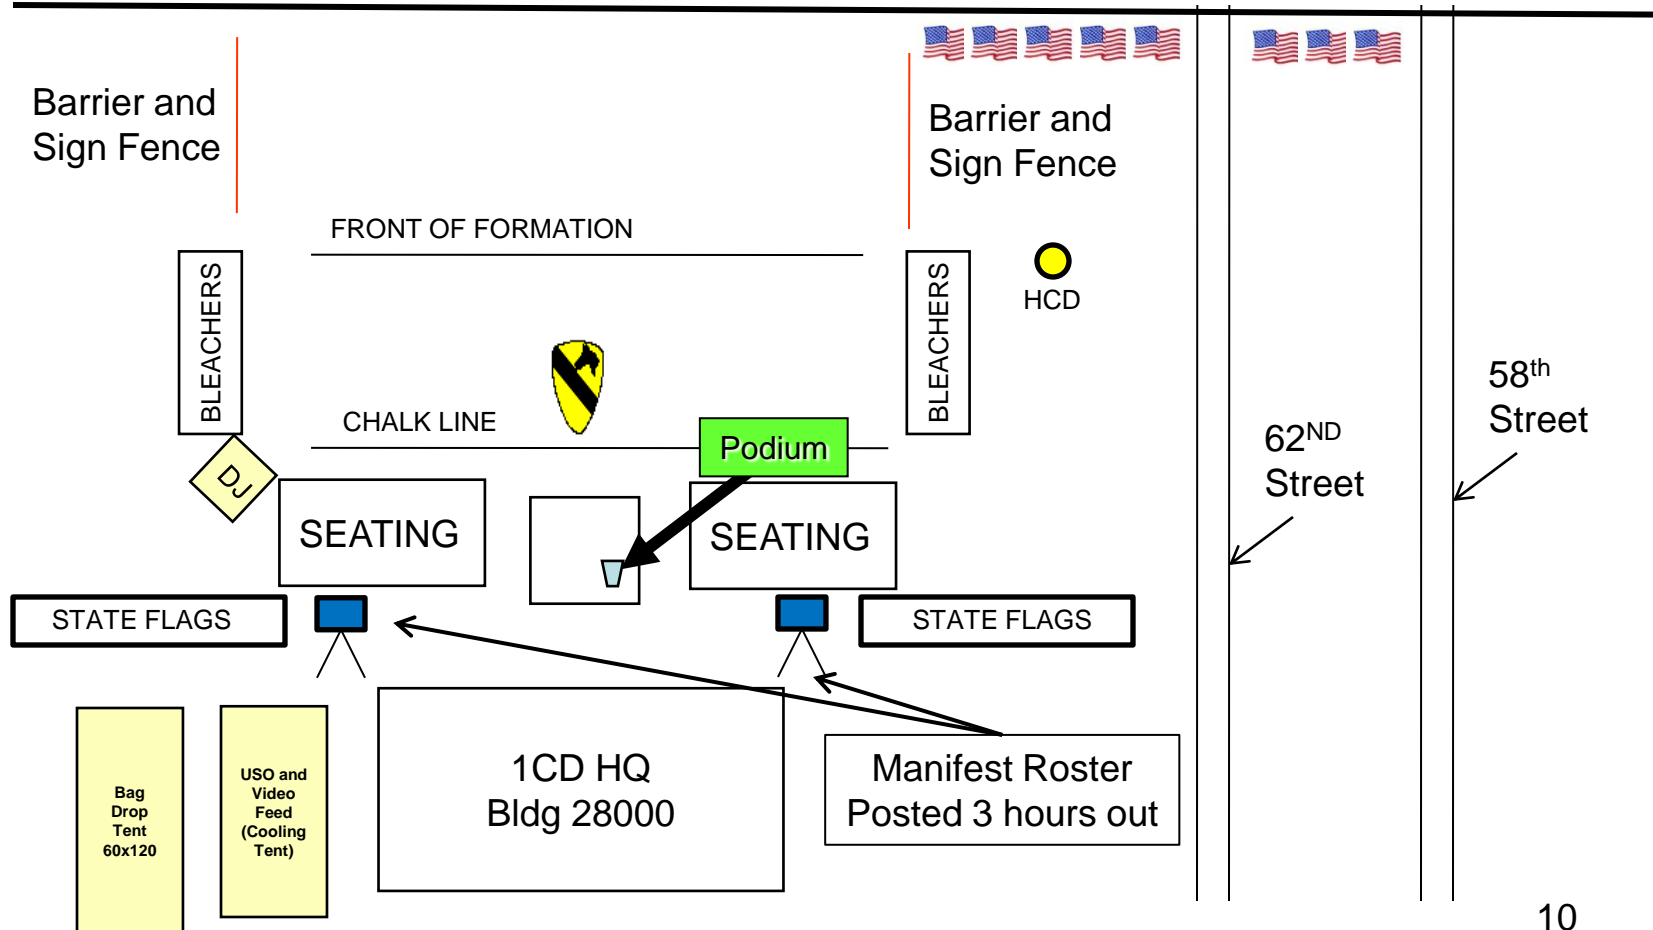 Barrier and
Sign Fence
Barrier and
Sign Fence
FRONT OF FORMATION
BLEACHERS
BLEACHERS
HCD
58th
Street
CHALK LINE
Podium
62ND
Street
DJ
SEATING
SEATING
STATE FLAGS
STATE FLAGS
Bag
Drop
Tent
60x120
USO and
Video
Feed
(Cooling
Tent)
1CD HQ
Bldg 28000
Manifest Roster
Posted 3 hours out
10